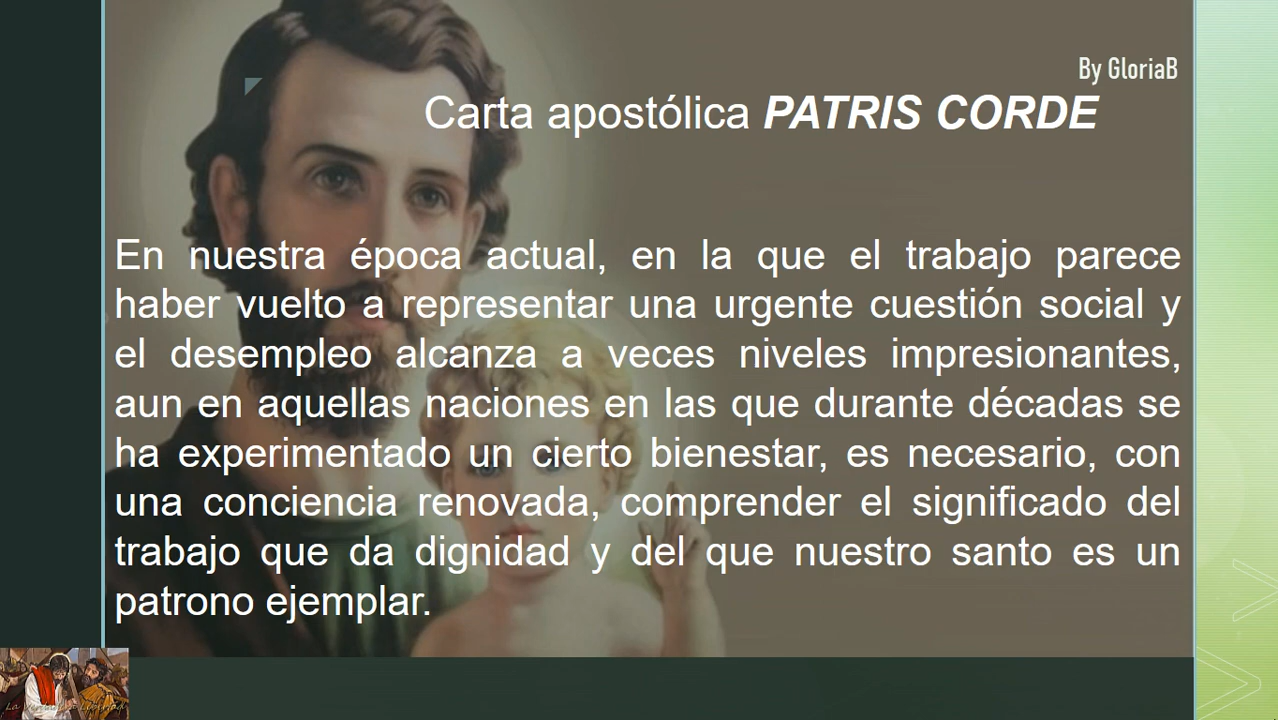 By GloriaB
Carta apostólica PATRIS CORDE
En nuestra época actual, en la que el trabajo parece
haber vuelto a representar una urgente cuestión social y
el desempleo alcanza a veces niveles impresionantes,
aun en aquellas naciones en las que durante décadas se
ha experimentado un cierto bienestar, es necesario, con
una conciencia renovada, comprender el significado del
trabajo que da dignidad y del que nuestro santo es un
patrono ejemplar.